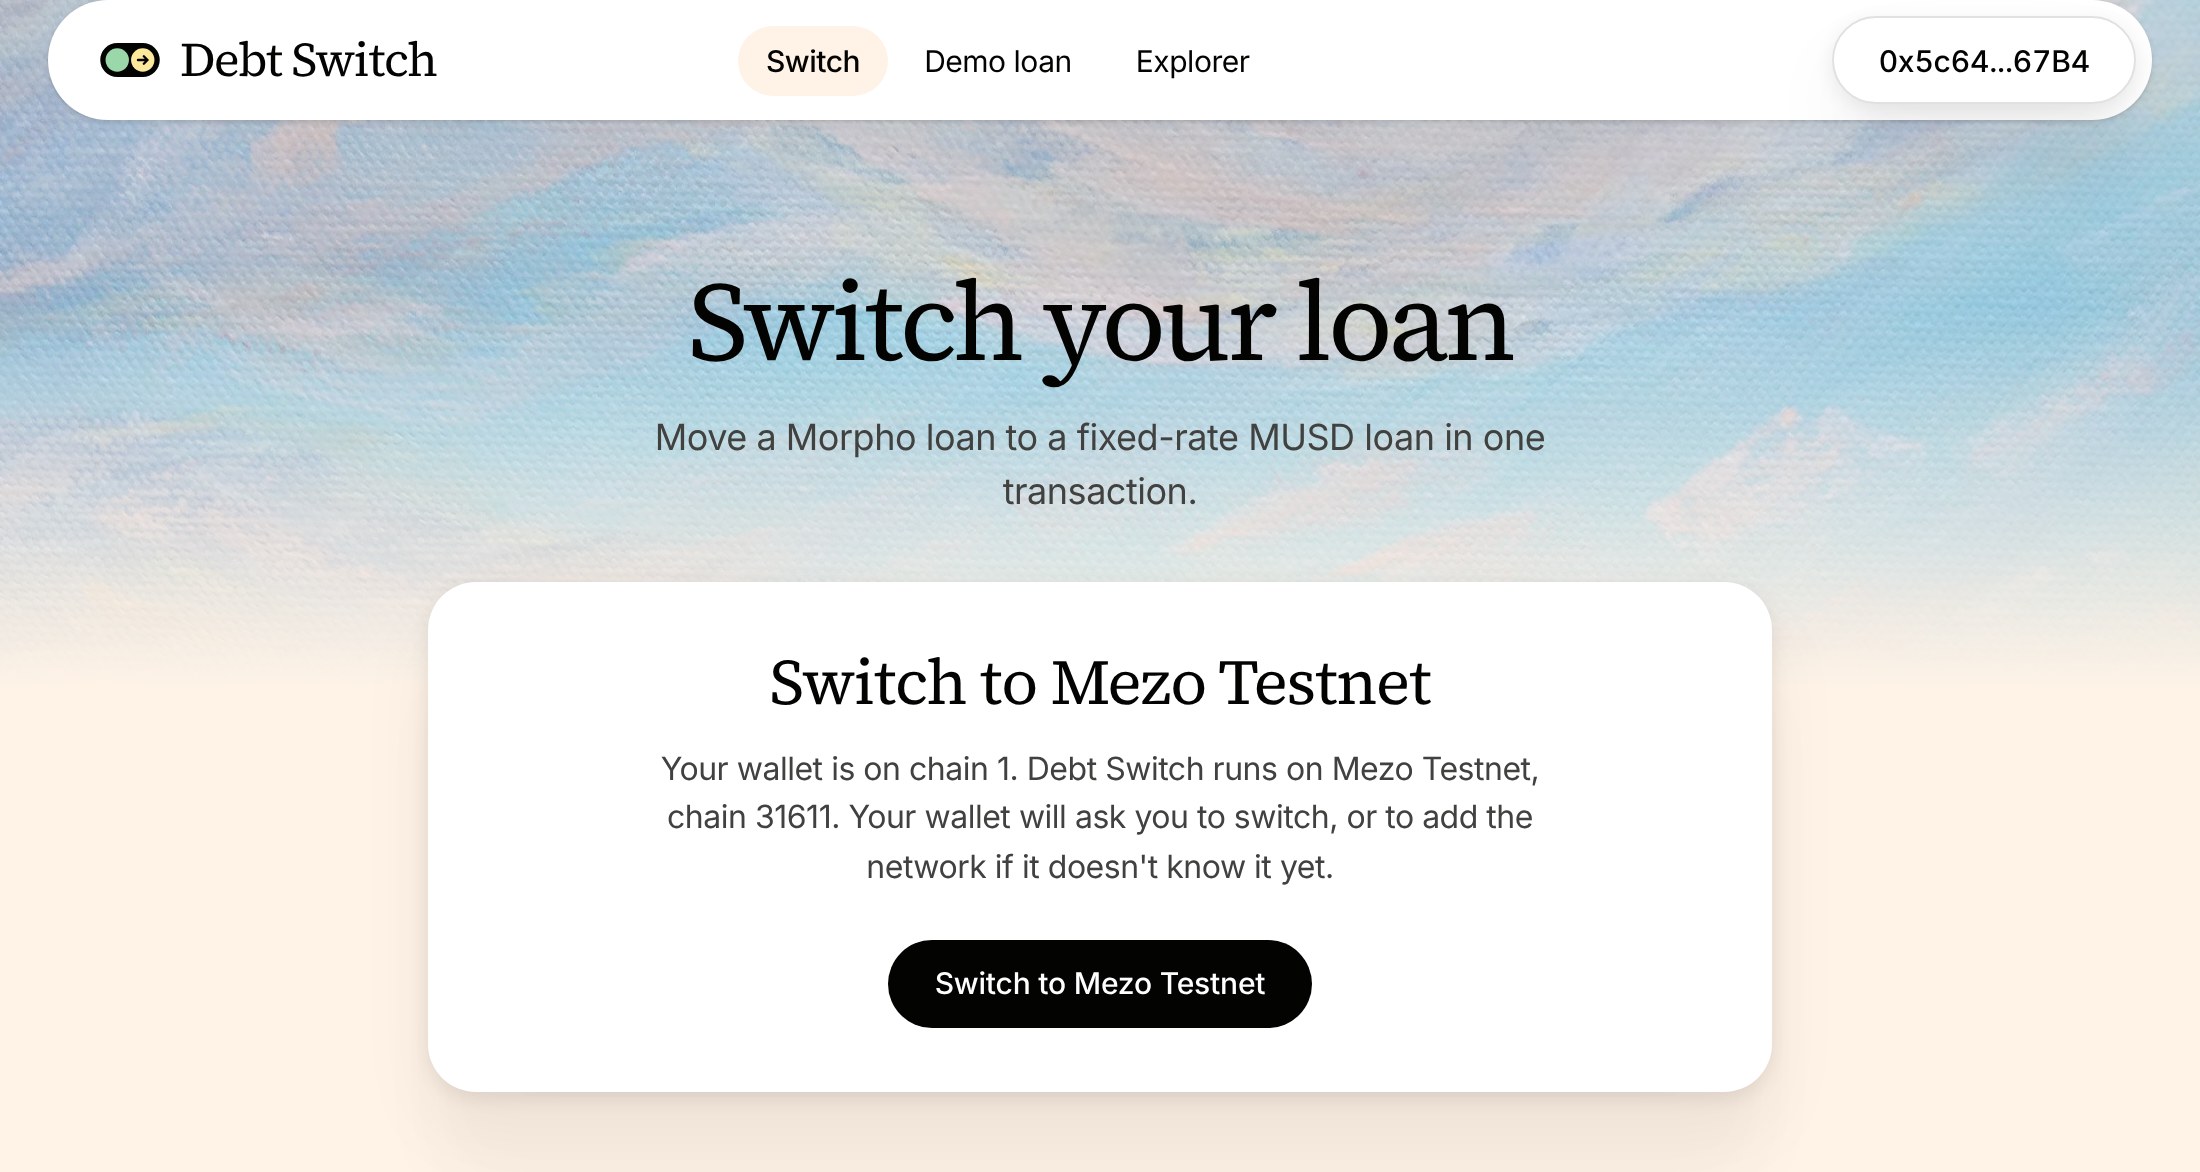 Debt Switch
Switch
Demo loan
Explorer
0x5c64...67B4
Switch your loan
Move a Morpho loan to a fixed-rate MUSD loan in one
transaction.
Switch to Mezo Testnet
Your wallet is on chain 1. Debt Switch runs on Mezo Testnet,
chain 31611. Your wallet will ask you to switch, or to add the
network if it doesn't know it yet.
Switch to Mezo Testnet